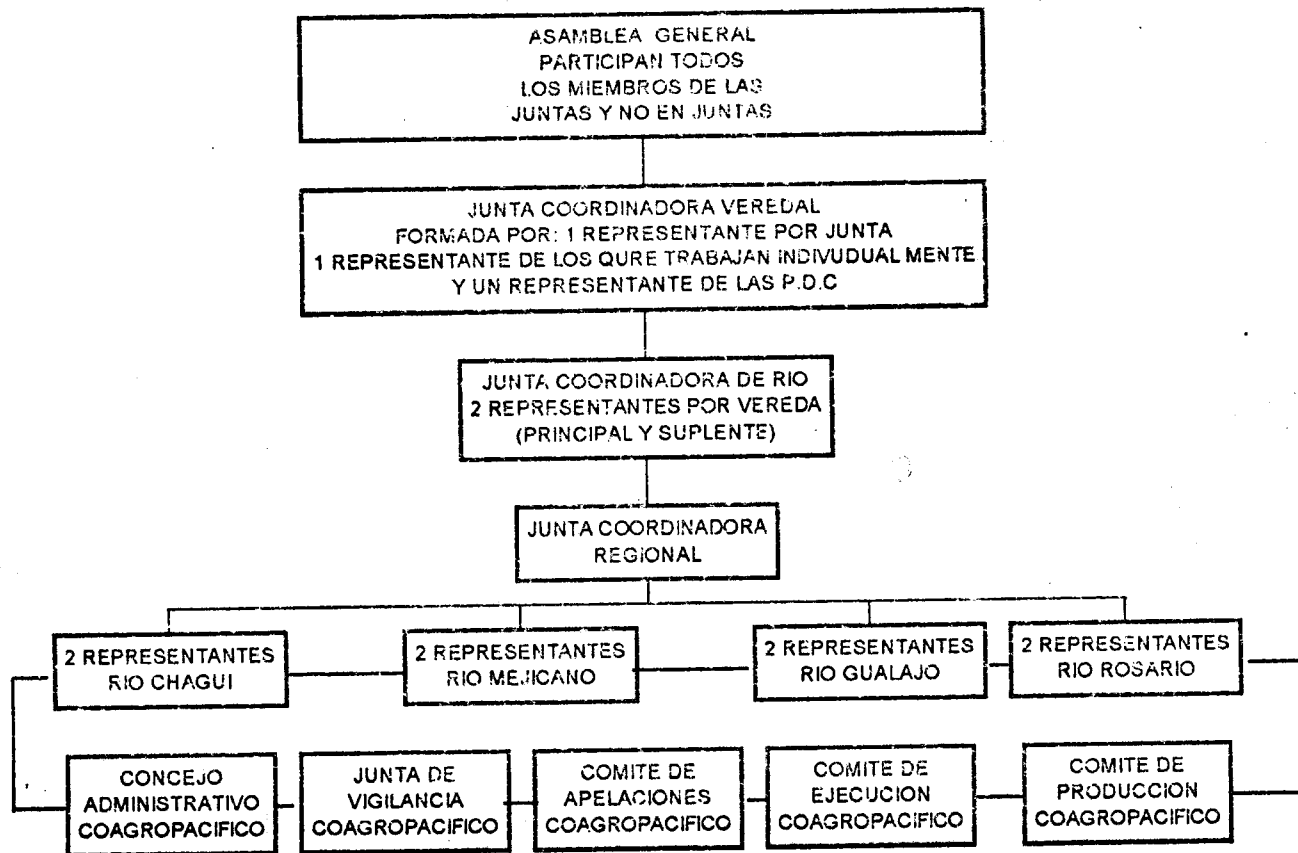 ASAMBLEA GENERAL
PARTICIPAN TODOS
LOS MIEMBROS DE LAS
JUNTAS Y NO EN JUNTAS
JUNTA COORDINADORA VEREDAL
FORMADA POR: 1 REPRESENTANTE POR JUNTA
1 REPRESENTANTE DE LOS QURE TRABAJAN INDIVUDUAL MENTE
Y UN REPRESENTANTE DE LAS P.D.C
JUNTA COORDINADORA DE RIO
2 REPRESENTANTES POR VEREDA
(PRINCIPAL Y SUPLENTE)
JUNTA COORDINADORA
REGIONAL
2 REPRESENTANTES
RIO CHAGUI
2 REPRESENTANTES
RIO MEJICANO
2 REPRESENTANTES
RIO GUALAJO
2 REPRESENTANTES
RIO ROSARIO
CONCEJO
ADMINISTRATIVO
COAGROPACIFICO
JUNTA DE
VIGILANCIA
COAGROPACIFICO
COMITE DE
APELACIONES
COAGROPACIFICO
COMITE DE
EJECUCION
COAGROPACIFICO
COMITE DE
PRODUCCION
COAGROPACIFICO